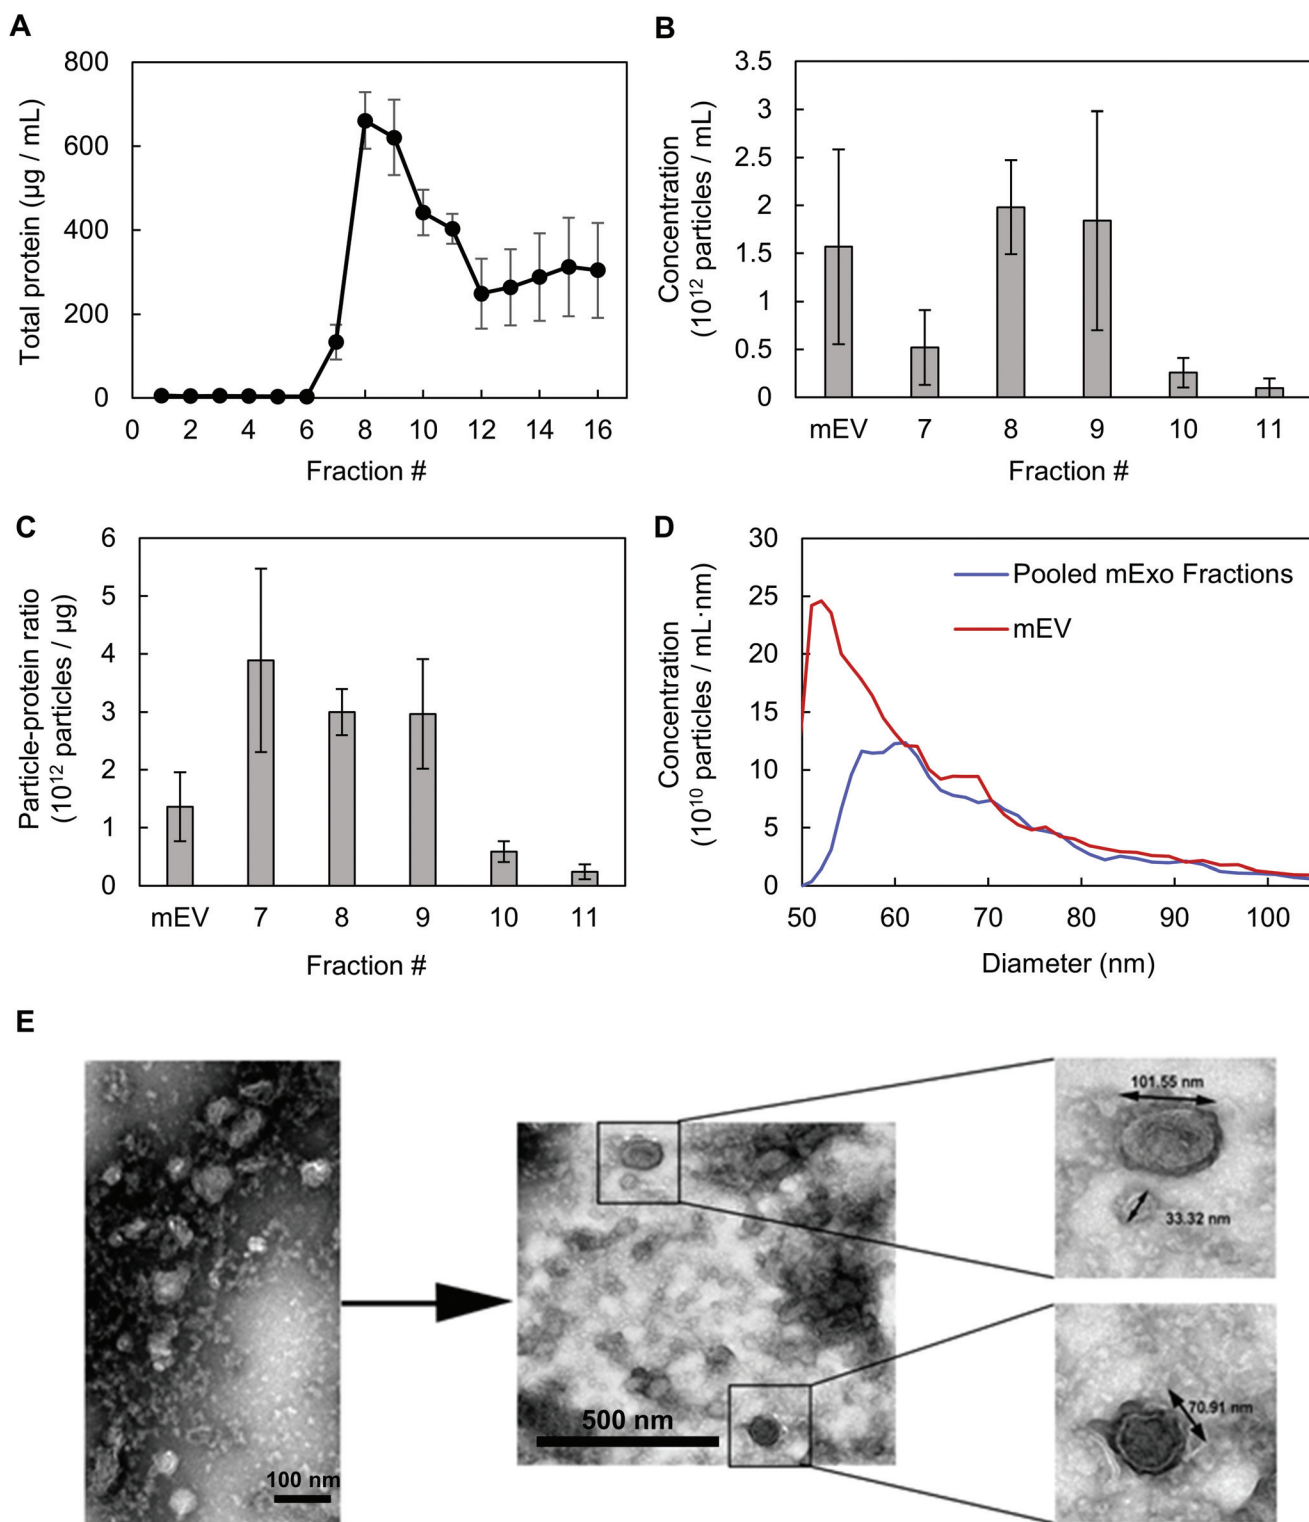 A
800
600
400
200
0
Total protein (µg / mL)
0 2 4 6 8 10 12 14 16
Fraction #
B
3.5
3
2.5
2
1.5
1
0.5
0
Concentration
(10¹² particles / mL)
mEV 7 8 9 10 11
Fraction #
C
6
5
4
3
2
1
0
Particle-protein ratio
(10¹² particles / µg)
mEV 7 8 9 10 11
Fraction #
D
30
25
20
15
10
5
0
Concentration
(10¹⁰ particles / mL·nm)
Pooled mExo Fractions
mEV
50 60 70 80 90 100
Diameter (nm)
E
100 nm
500 nm
101.55 nm
33.32 nm
70.91 nm